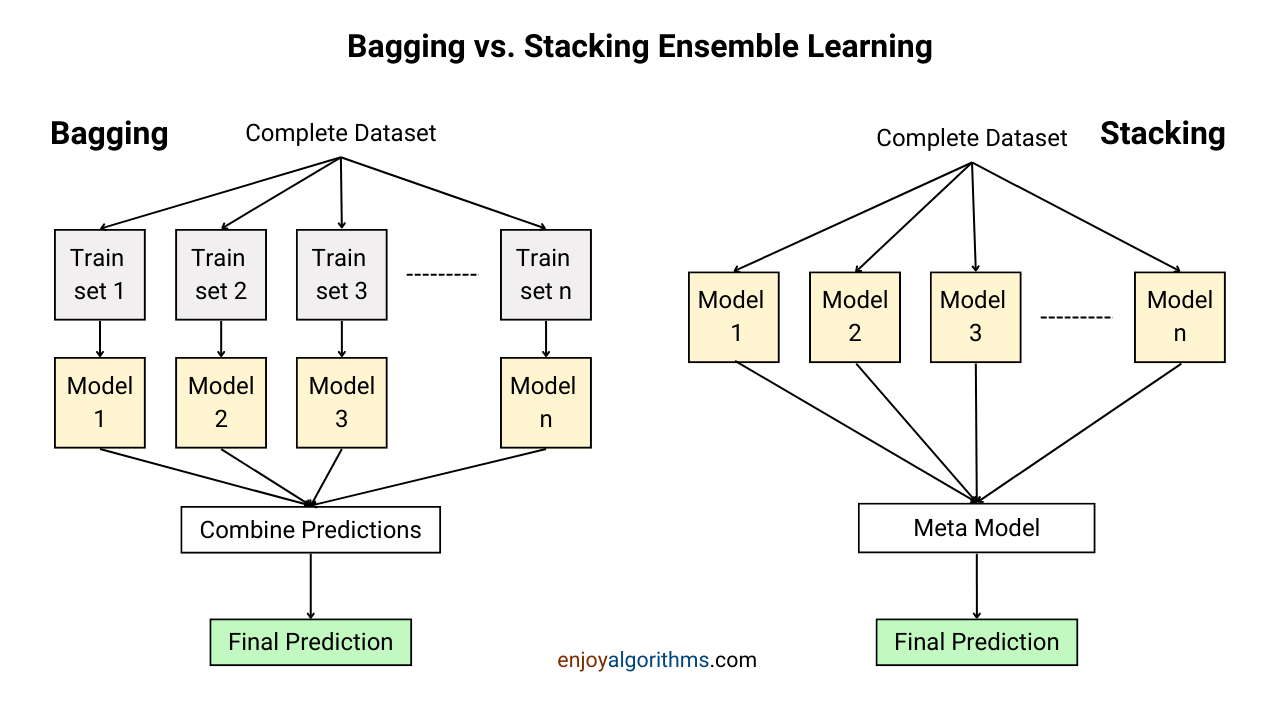 Bagging vs. Stacking Ensemble Learning
Bagging
Complete Dataset
Train
set 1
Train
set 2
Train
set 3
---------
Train
set n
Model
1
Model
2
Model
3
Model
n
Combine Predictions
Final Prediction
Complete Dataset
Stacking
Model
1
Model
2
Model
3
---------
Model
n
Meta Model
Final Prediction
enjoyalgorithms.com